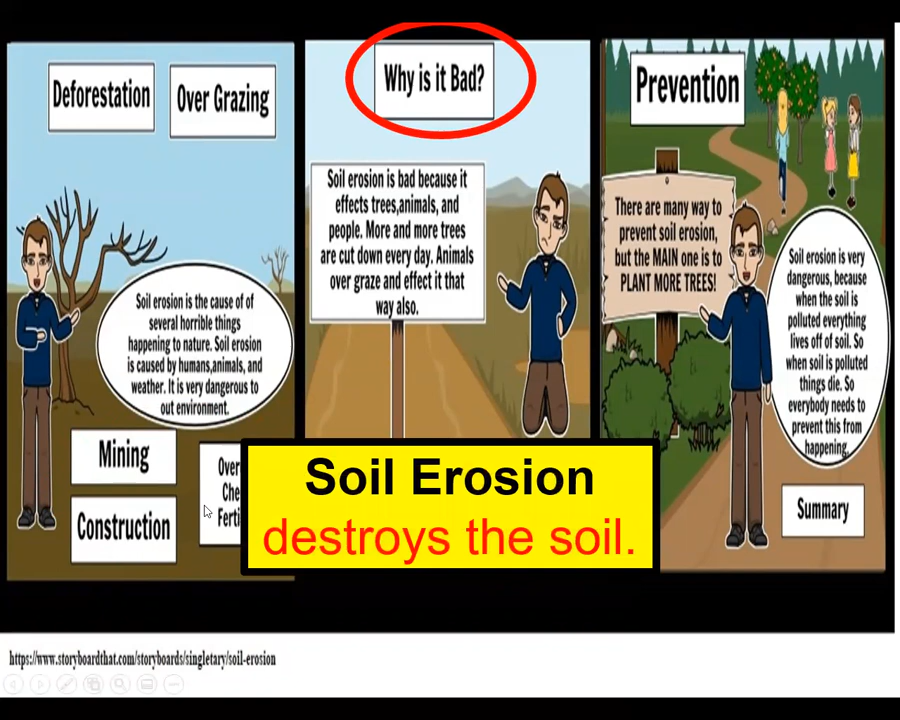 Deforestation
Over Grazing
Soil erosion is the cause of of
several horrible things
happening to nature. Soil erosion
is caused by humans,animals, and
weather. It is very dangerous to
out environment.
Mining
Construction
Over
Che
Ferti
Why is it Bad?
Soil erosion is bad because it
effects trees,animals, and
people. More and more trees
are cut down every day. Animals
over graze and effect it that
way also.
Prevention
There are many way to
prevent soil erosion,
but the MAIN one is to
PLANT MORE TREES!
Soil erosion is very
dangerous, because
when the soil is
polluted everything
lives off of soil. So
when soil is polluted
things die. So
everybody needs to
prevent this from
happening.
Summary
Soil Erosion
destroys the soil.
https://www.storyboardthat.com/storyboards/singletary/soil-erosion